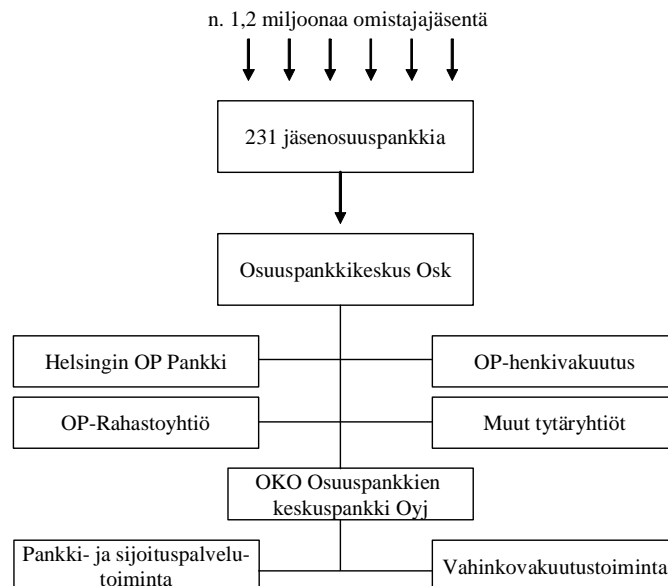 n. 1,2 miljoonaa omistajajäsentä
231 jäsenosuuspankkia
Osuuspankkikeskus Osk
Helsingin OP Pankki
OP-henkivakuutus
OP-Rahastoyhtiö
Muut tytäryhtiöt
OKO Osuuspankkien
keskuspankki Oyj
Pankki- ja sijoituspalvelu-
toiminta
Vahinkovakuutustoiminta